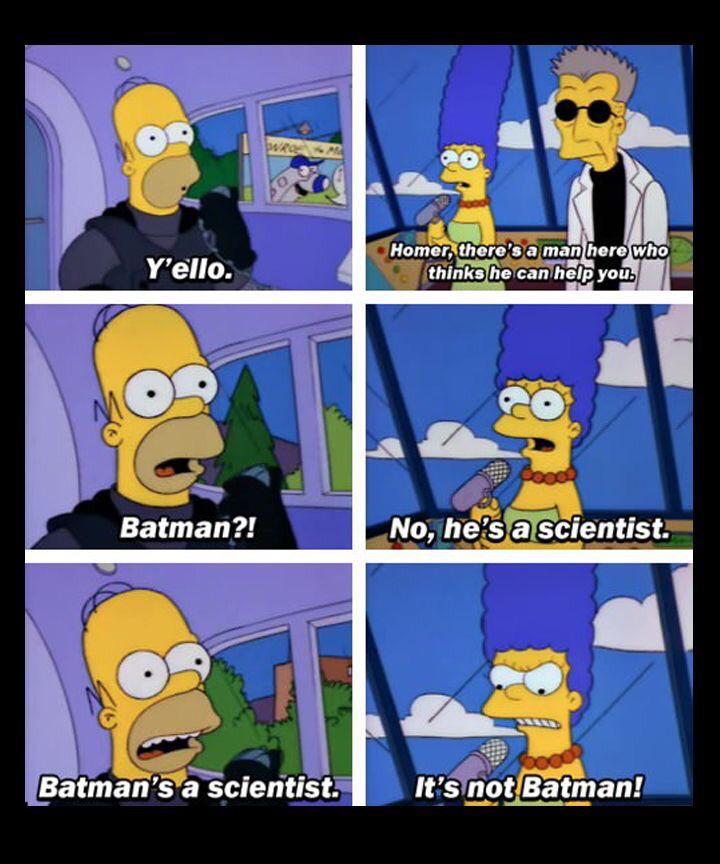 Y'ello.
Homer, there's a man here who
thinks he can help you.
Batman?!
No, he's a scientist.
Batman's a scientist.
It's not Batman!